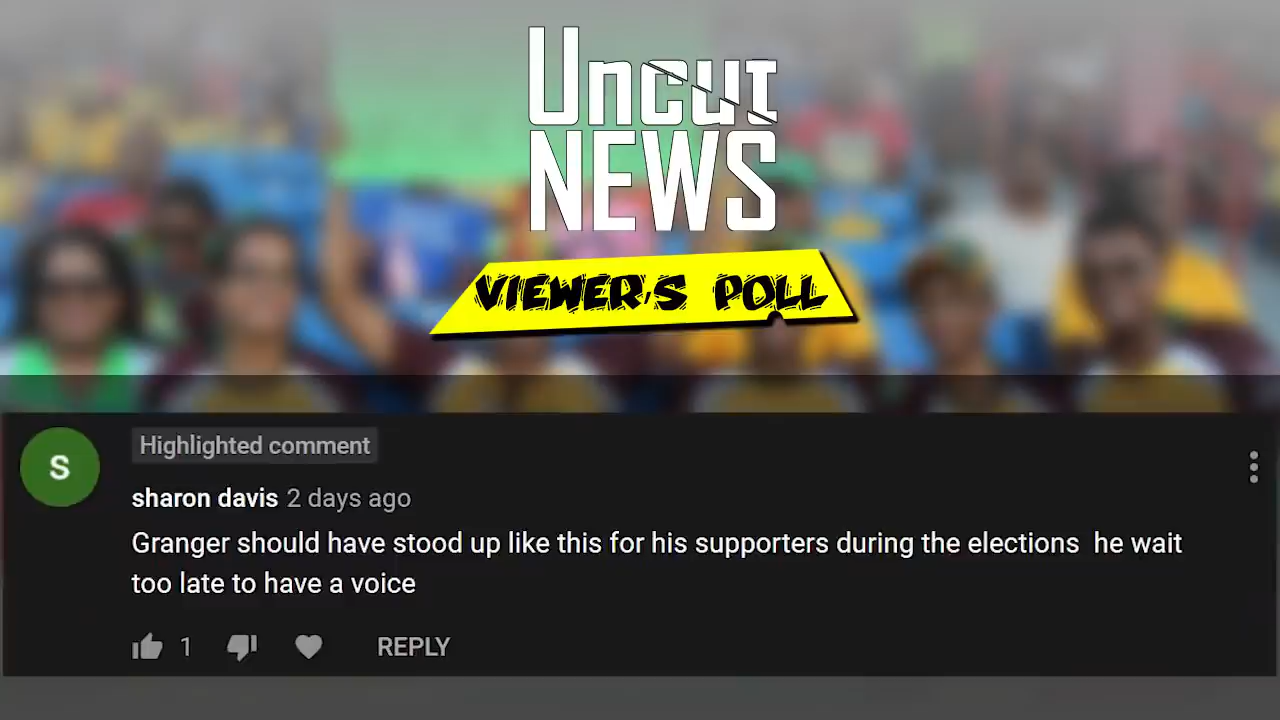 Uncut
NEWS
VIEWER'S POLL
S
Highlighted comment
sharon davis 2 days ago
Granger should have stood up like this for his supporters during the elections  he wait
too late to have a voice
1
REPLY